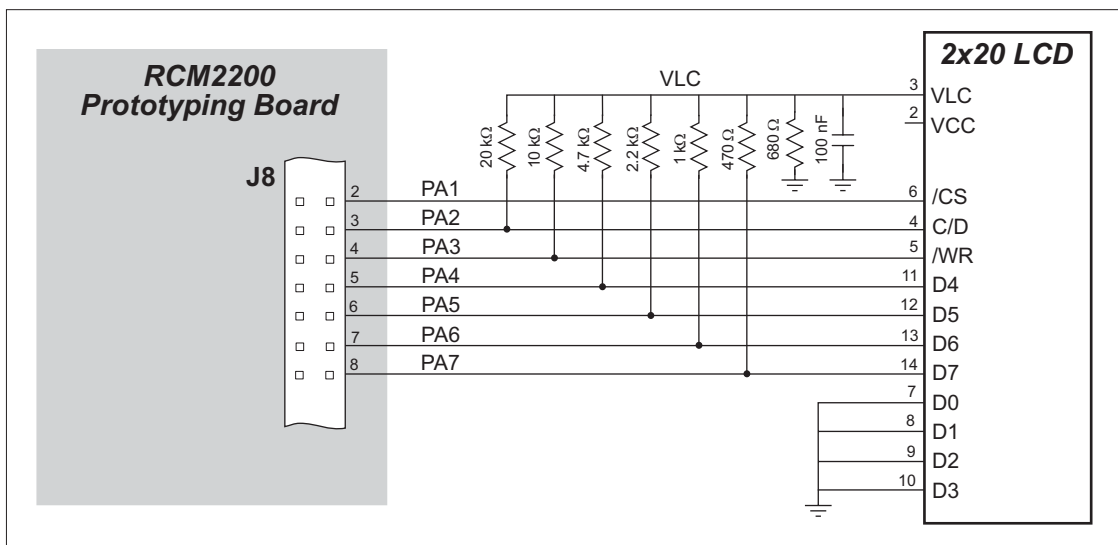 RCM2200
Prototyping Board
2x20 LCD
VLC
3
VLC
2
VCC
20 kΩ
10 kΩ
4.7 kΩ
2.2 kΩ
1 kΩ
470 Ω
680 Ω
100 nF
J8
2
PA1
6
/CS
3
PA2
4
C/D
4
PA3
5
/WR
5
PA4
11
D4
6
PA5
12
D5
7
PA6
13
D6
8
PA7
14
D7
7
D0
8
D1
9
D2
10
D3